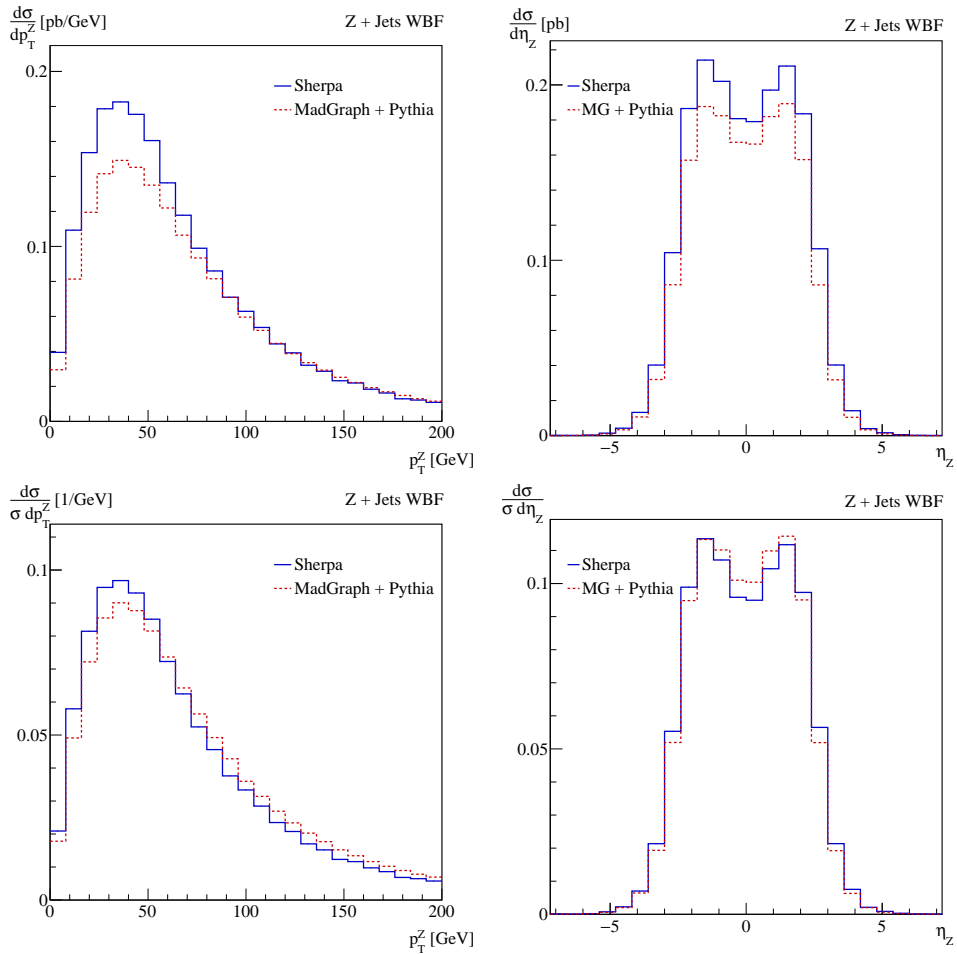 dσ/dp_T^Z [pb/GeV] Z + Jets WBF
0.2
Sherpa
MadGraph + Pythia
0.1
0
0 50 100 150 200
p_T^Z [GeV]
dσ/dη_Z [pb] Z + Jets WBF
0.2
Sherpa
MG + Pythia
0.1
0
−5 0 5
η_Z
dσ/σ dp_T^Z [1/GeV] Z + Jets WBF
0.1
Sherpa
MadGraph + Pythia
0.05
0
0 50 100 150 200
p_T^Z [GeV]
dσ/σ dη_Z Z + Jets WBF
Sherpa
0.1
MG + Pythia
0.05
0
−5 0 5
η_Z